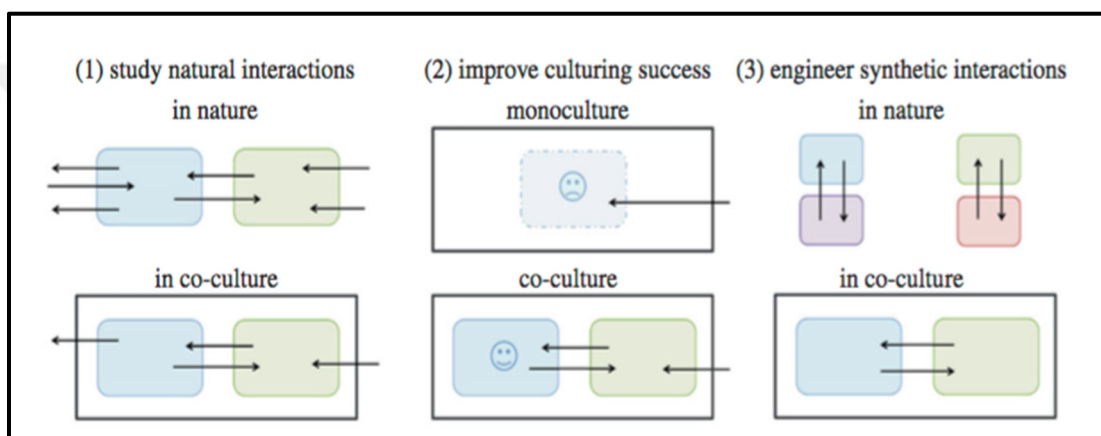 (1) study natural interactions
in nature
in co-culture
(2) improve culturing success
monoculture
co-culture
(3) engineer synthetic interactions
in nature
in co-culture